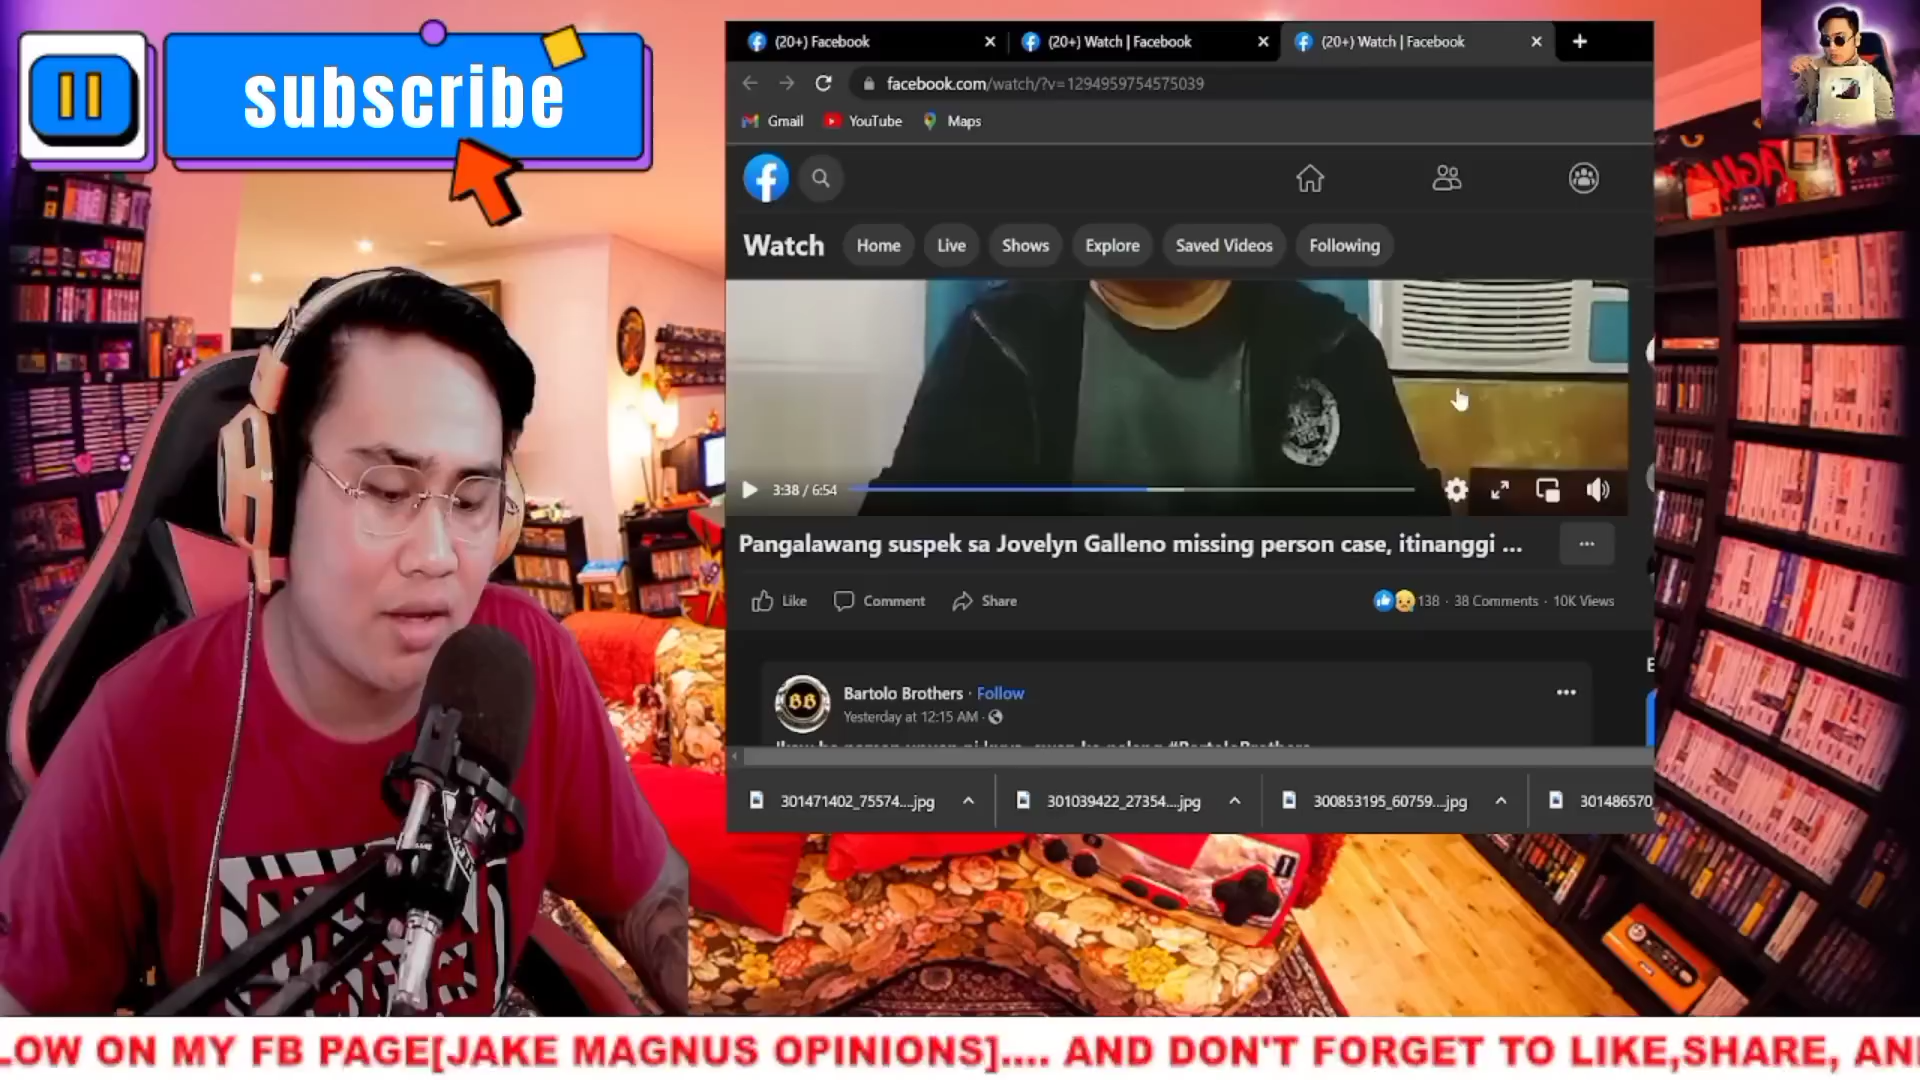 subscribe
(20+) Facebook
(20+) Watch | Facebook
(20+) Watch | Facebook
facebook.com/watch/?v=1294959754575039
Gmail
YouTube
Maps
Watch
Home
Live
Shows
Explore
Saved Videos
Following
3:38 / 6:54
Pangalawang suspek sa Jovelyn Galleno missing person case, itinanggi ...
Like
Comment
Share
138 · 38 Comments · 10K Views
BB
Bartolo Brothers · Follow
Yesterday at 12:15 AM ·
301471402_75574....jpg
301039422_27354....jpg
300853195_60759....jpg
301486570
LOW ON MY FB PAGE[JAKE MAGNUS OPINIONS].... AND DON'T FORGET TO LIKE,SHARE, AN